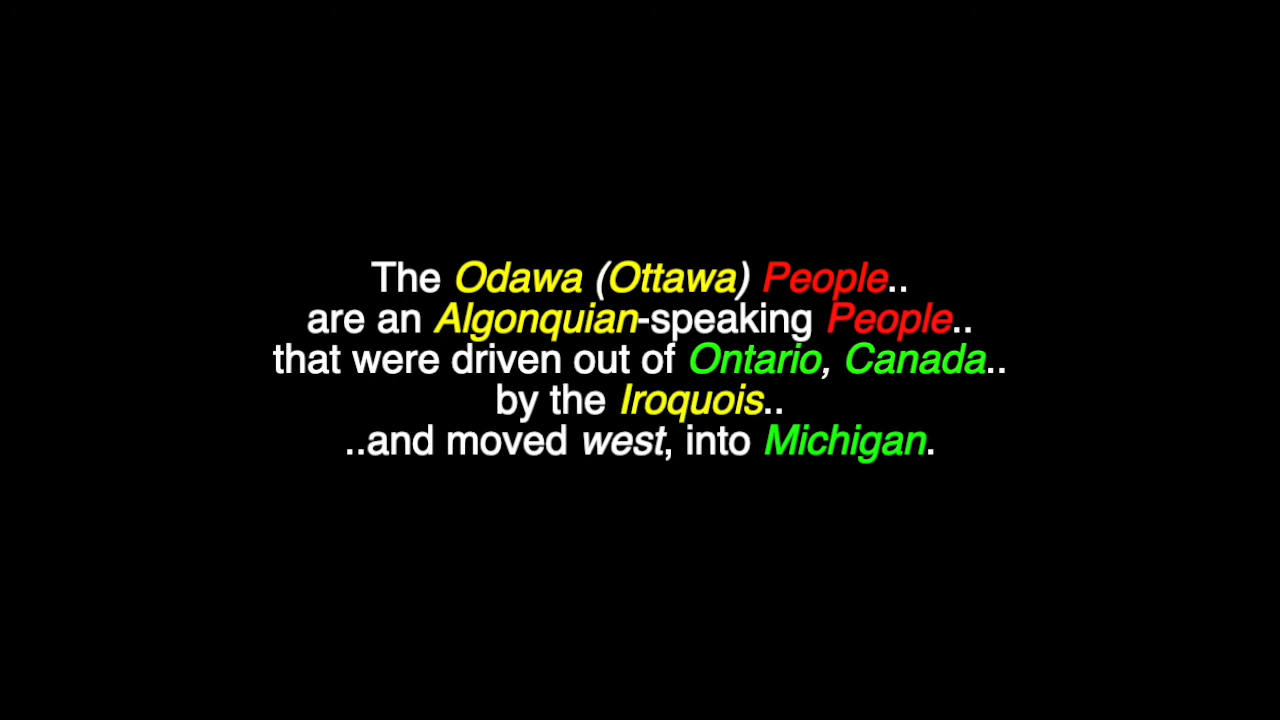 The Odawa (Ottawa) People..
are an Algonquian-speaking People..
that were driven out of Ontario, Canada..
by the Iroquois..
..and moved west, into Michigan.